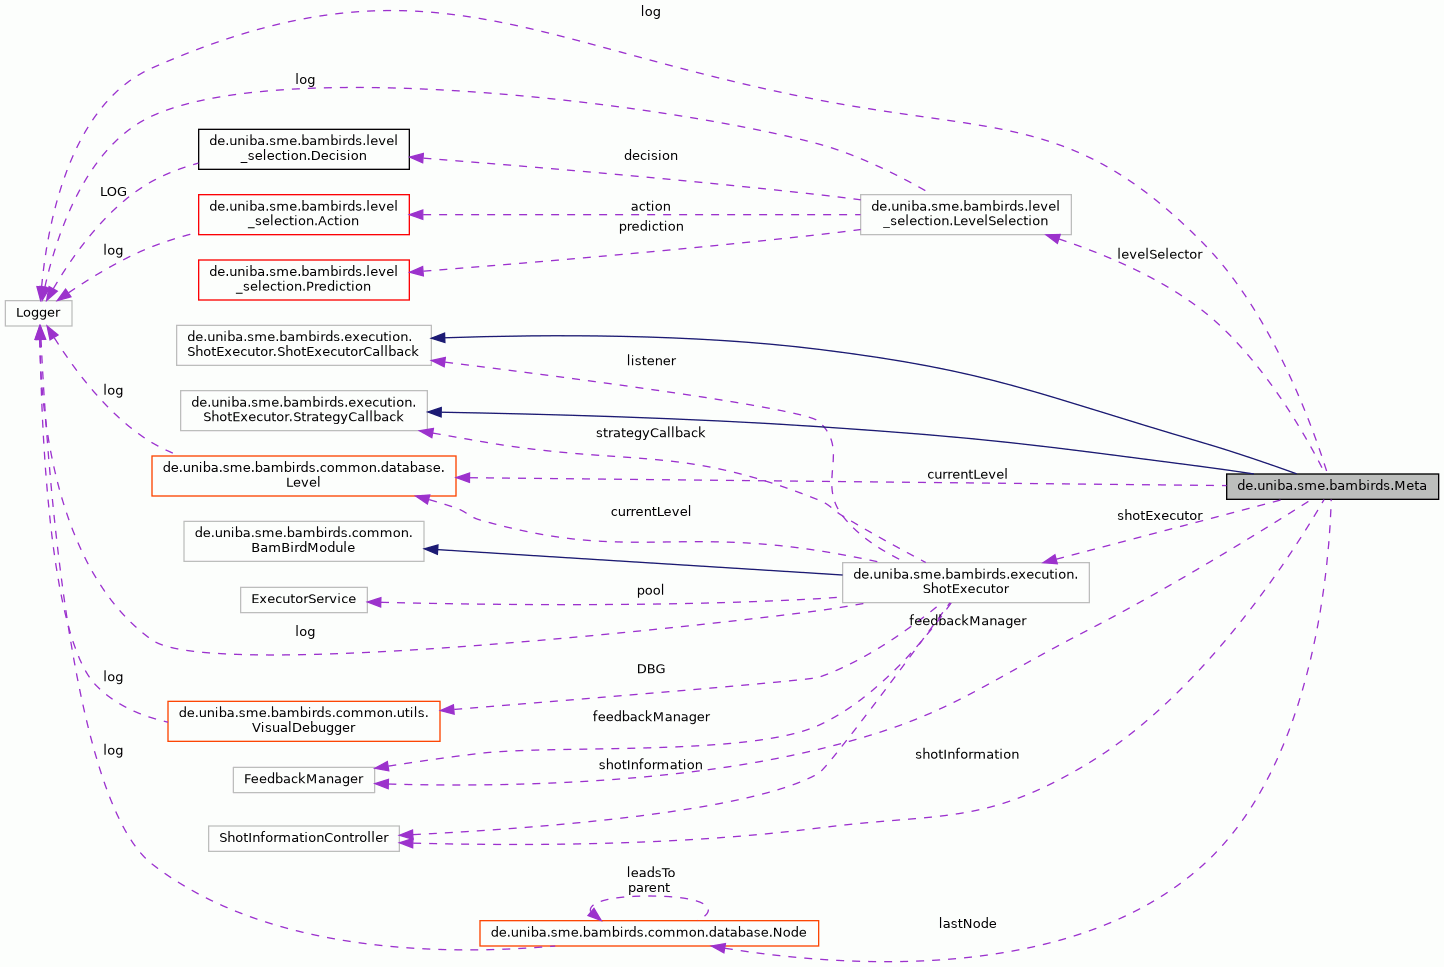 log
log
de.uniba.sme.bambirds.level
_selection.Decision
decision
LOG
de.uniba.sme.bambirds.level
_selection.Action
action
prediction
de.uniba.sme.bambirds.level
_selection.LevelSelection
log
levelSelector
de.uniba.sme.bambirds.level
_selection.Prediction
Logger
de.uniba.sme.bambirds.execution.
ShotExecutor.ShotExecutorCallback
listener
log
de.uniba.sme.bambirds.execution.
ShotExecutor.StrategyCallback
strategyCallback
de.uniba.sme.bambirds.common.database.
Level
currentLevel
de.uniba.sme.bambirds.Meta
currentLevel
shotExecutor
de.uniba.sme.bambirds.common.
BamBirdModule
de.uniba.sme.bambirds.execution.
ShotExecutor
ExecutorService
pool
feedbackManager
log
DBG
log
de.uniba.sme.bambirds.common.utils.
VisualDebugger
feedbackManager
log
shotInformation
shotInformation
FeedbackManager
ShotInformationController
leadsTo
parent
de.uniba.sme.bambirds.common.database.Node
lastNode